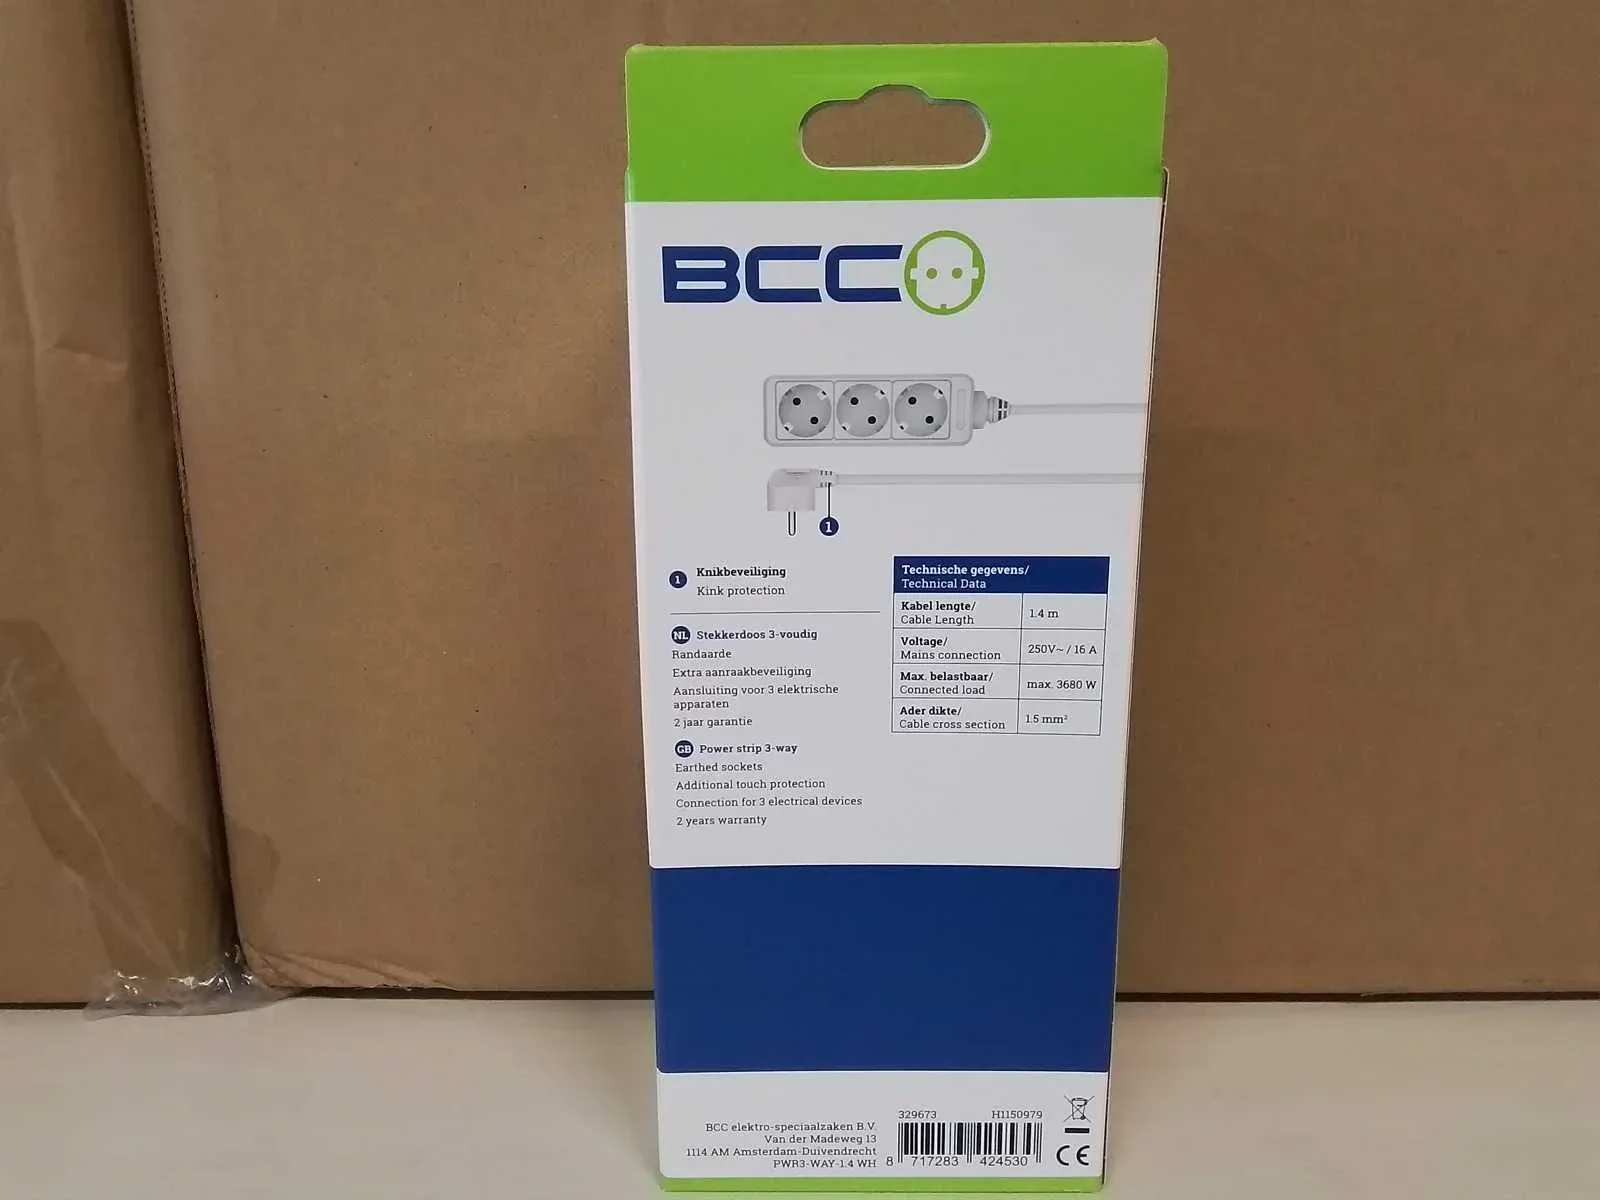 BCC
1
1 Knikbeveiliging
Kink protection
NL Stekkerdoos 3-voudig
Randaarde
Extra aanraakbeveiliging
Aansluiting voor 3 elektrische
apparaten
2 jaar garantie
GB Power strip 3-way
Earthed sockets
Additional touch protection
Connection for 3 electrical devices
2 years warranty
Technische gegevens/
Technical Data
Kabel lengte/
Cable Length
1.4 m
Voltage/
Mains connection
250V~ / 16 A
Max. belastbaar/
Connected load
max. 3680 W
Ader dikte/
Cable cross section
1.5 mm²
BCC elektro-speciaalzaken B.V.
Van der Madeweg 13
1114 AM Amsterdam-Duivendrecht
PWR3-WAY-1.4 WH
329673 H1150979
8 717283 424530
CE